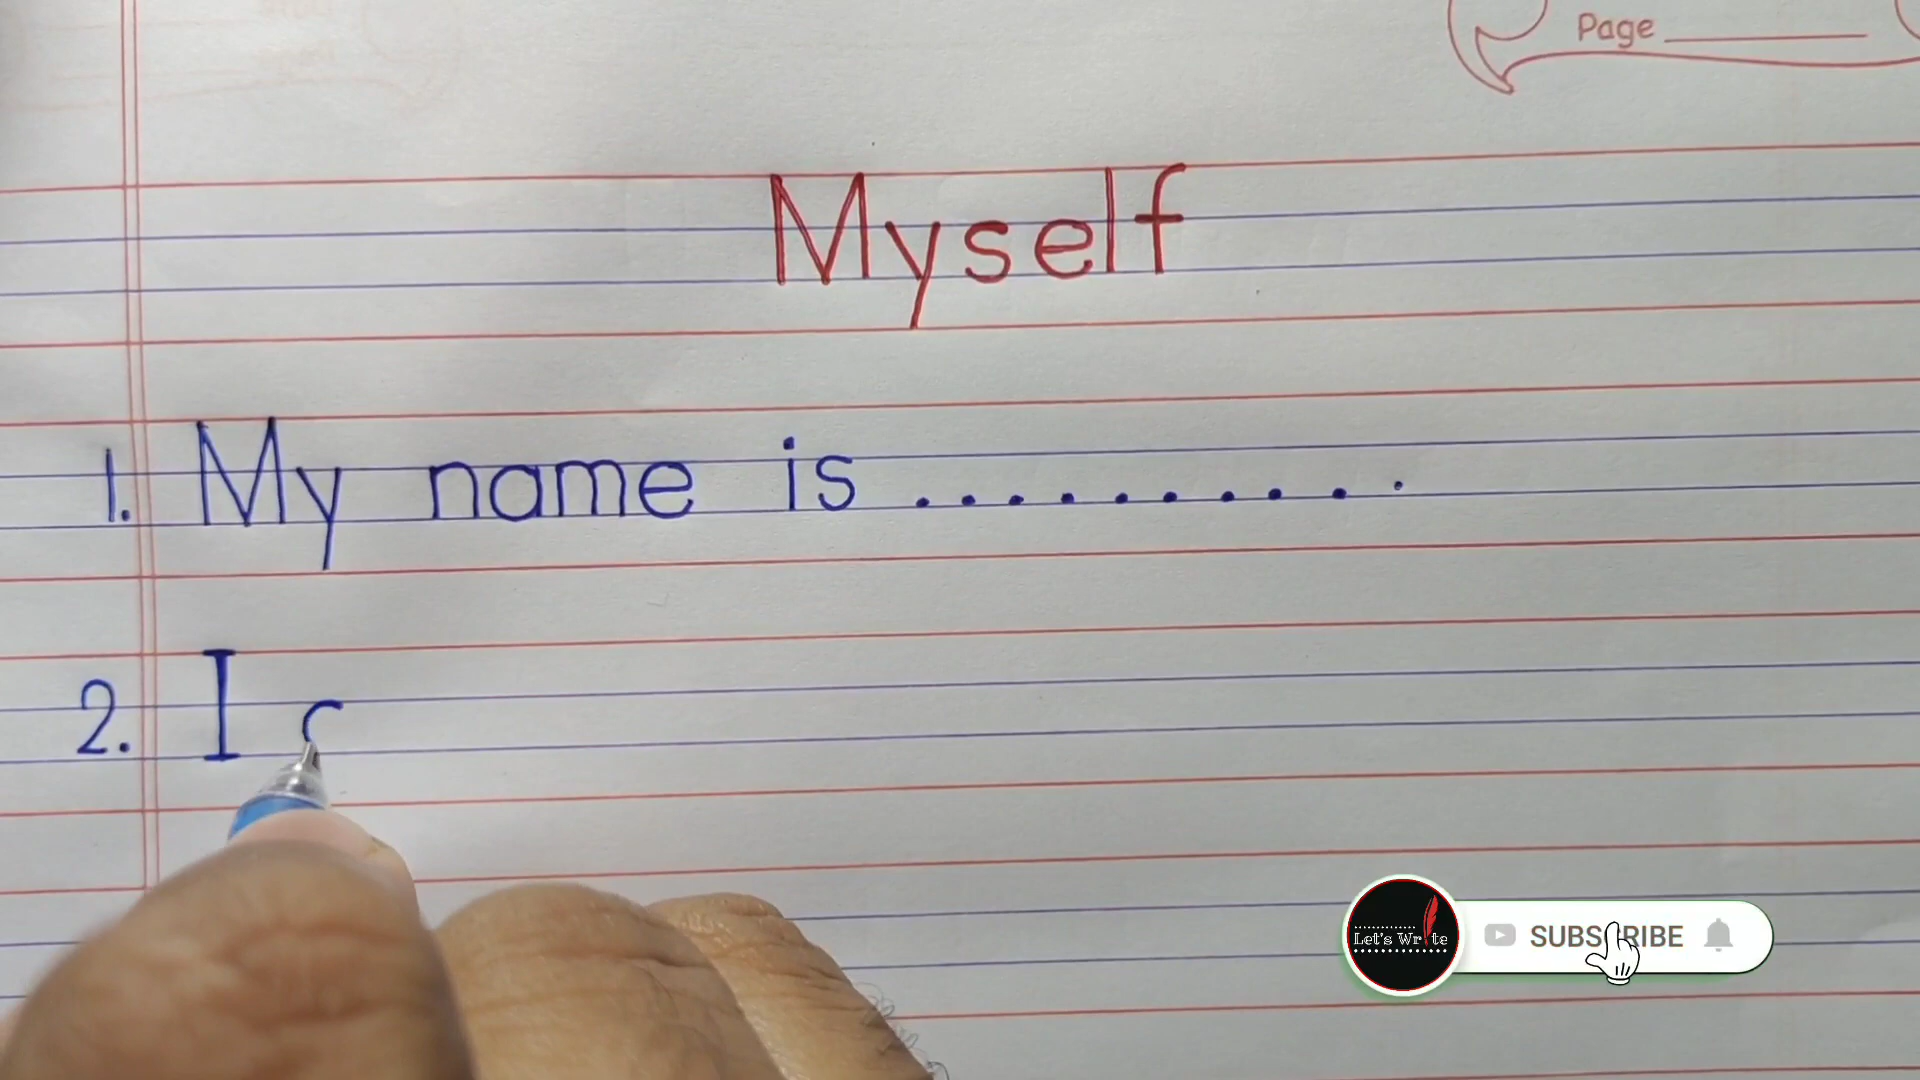 Page
Myself
1. My name is ...........
2. I
Let's Write
SUBSCRIBE